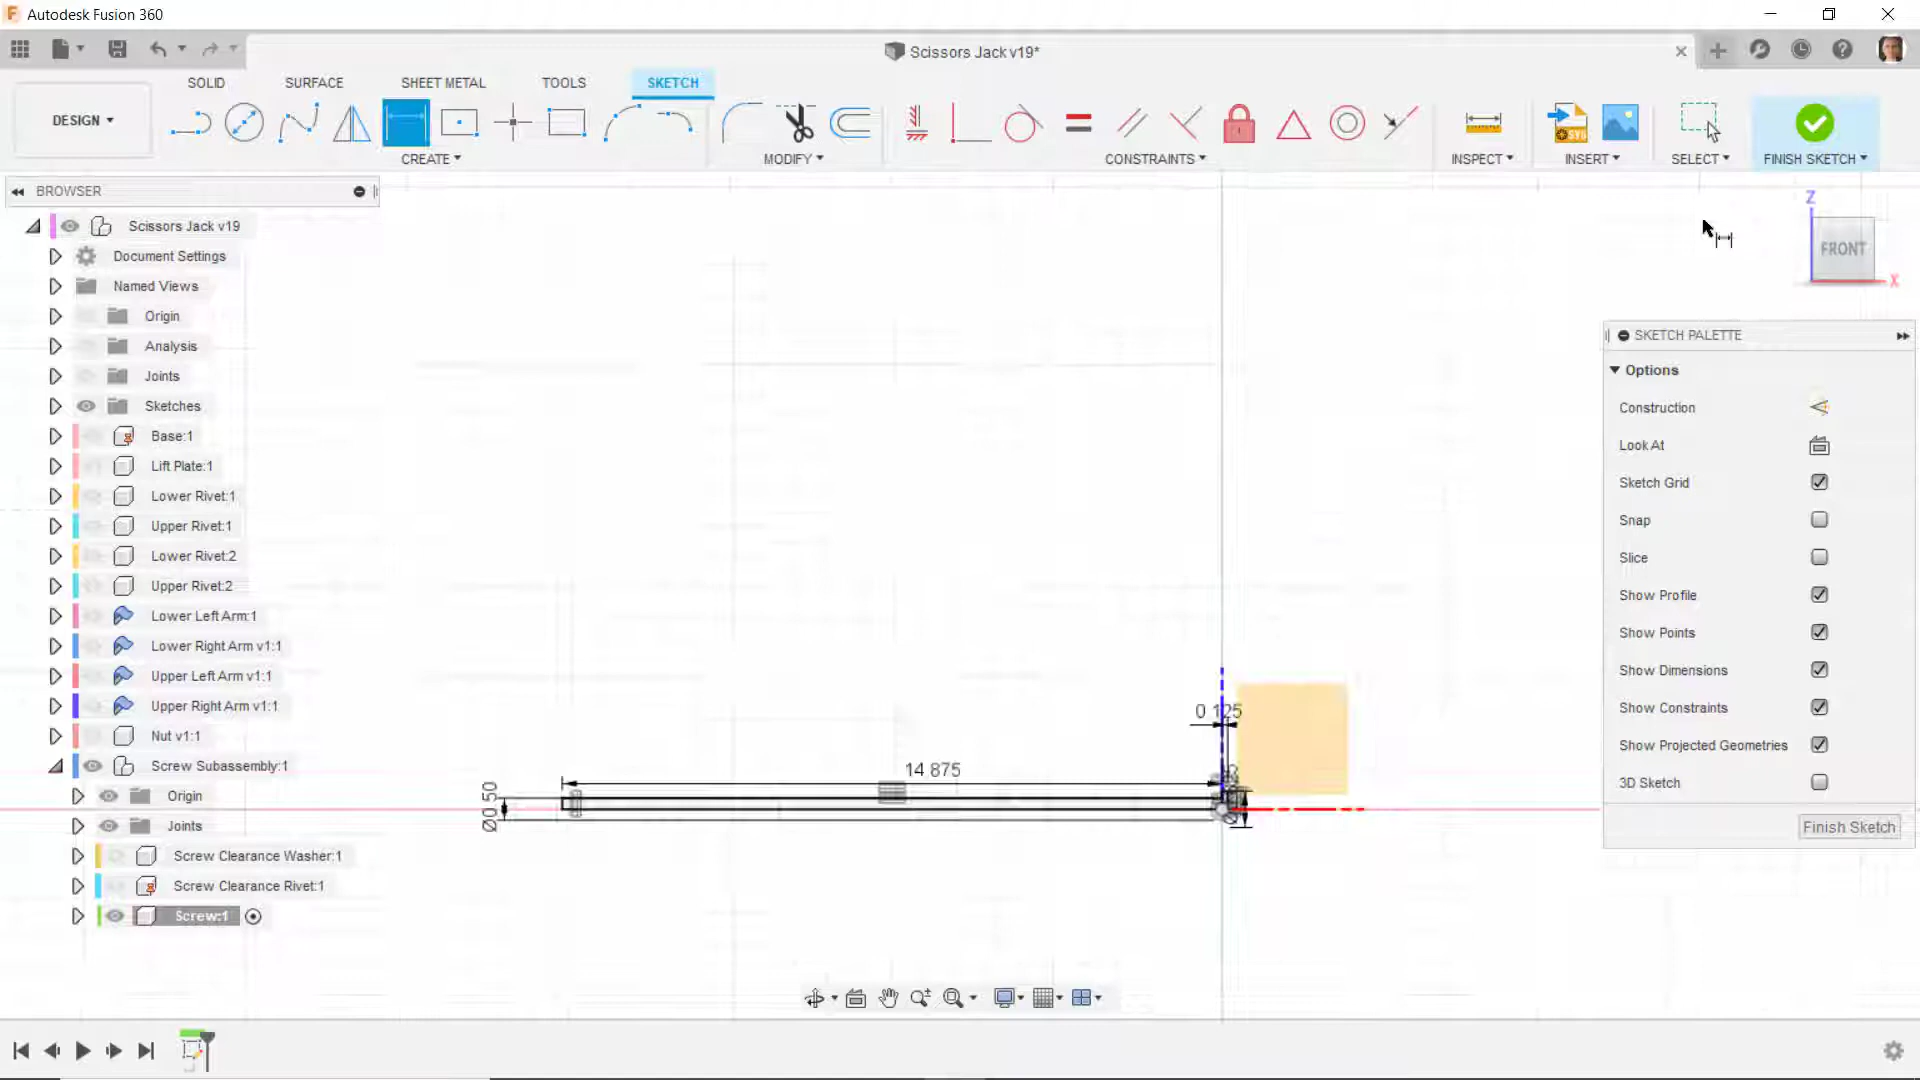 Autodesk Fusion 360
Scissors Jack v19*
SOLID
SURFACE
SHEET METAL
TOOLS
SKETCH
DESIGN
CREATE
MODIFY
CONSTRAINTS
INSPECT
INSERT
SELECT
FINISH SKETCH
SVG
BROWSER
Scissors Jack v19
Document Settings
Named Views
Origin
Analysis
Joints
Sketches
Base:1
Lift Plate:1
Lower Rivet:1
Upper Rivet:1
Lower Rivet:2
Upper Rivet:2
Lower Left Arm:1
Lower Right Arm v1:1
Upper Left Arm v1:1
Upper Right Arm v1:1
Nut v1:1
Screw Subassembly:1
Origin
Joints
Screw Clearance Washer:1
Screw Clearance Rivet:1
Screw:1
Z
FRONT
X
0 125
14 875
Ø0.50
SKETCH PALETTE
Options
Construction
Look At
Sketch Grid
Snap
Slice
Show Profile
Show Points
Show Dimensions
Show Constraints
Show Projected Geometries
3D Sketch
Finish Sketch